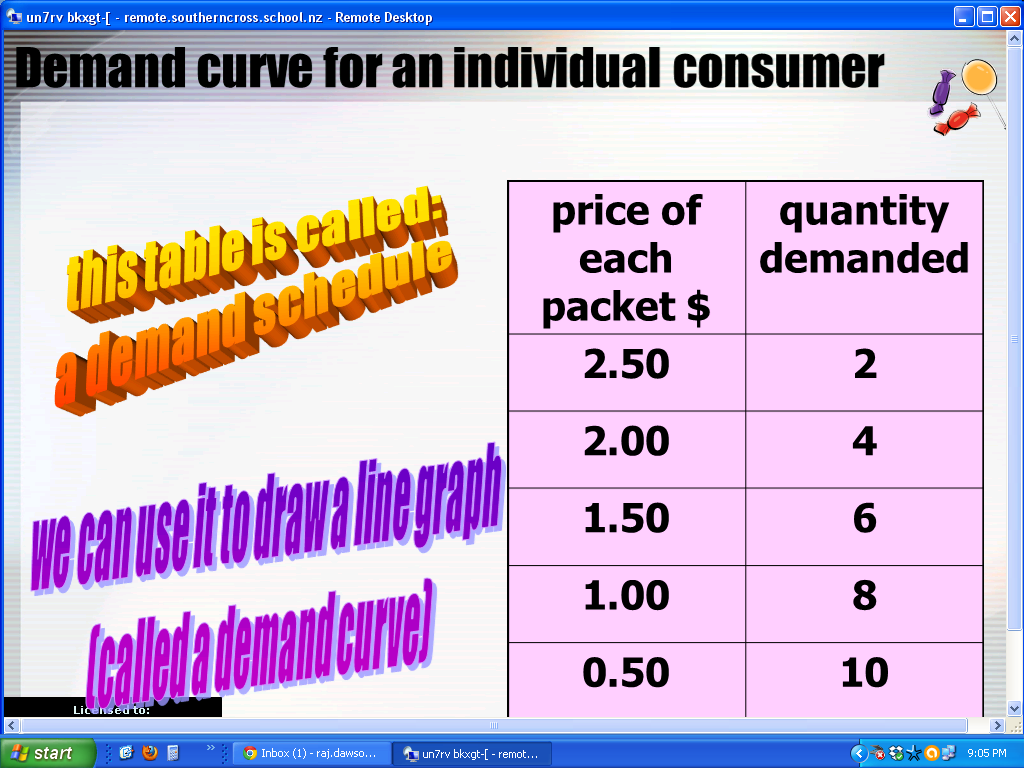 un7rv bkxgt-[ - remote.southerncross.school.nz - Remote Desktop
Demand curve for an individual consumer
this table is called:
a demand schedule
we can use it to draw a line graph
(called a demand curve)
price of each packet $ quantity demanded
2.50 2
2.00 4
1.50 6
1.00 8
0.50 10
Licensed to:
start
Inbox (1) - raj.dawso...
un7rv bkxgt-[ - remot...
9:05 PM